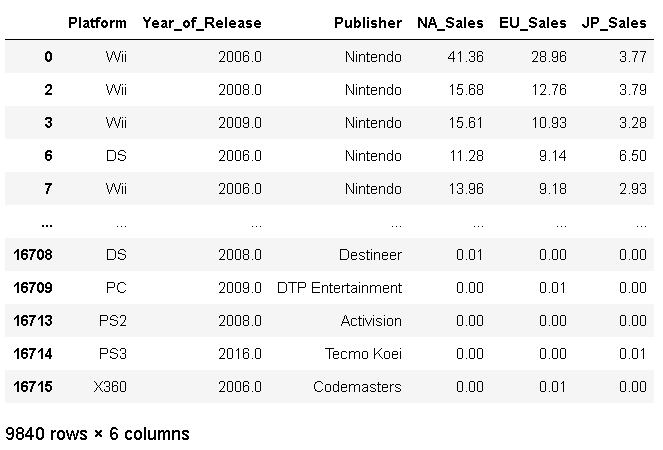 Platform Year_of_Release Publisher NA_Sales EU_Sales JP_Sales
0 Wii 2006.0 Nintendo 41.36 28.96 3.77
2 Wii 2008.0 Nintendo 15.68 12.76 3.79
3 Wii 2009.0 Nintendo 15.61 10.93 3.28
6 DS 2006.0 Nintendo 11.28 9.14 6.50
7 Wii 2006.0 Nintendo 13.96 9.18 2.93
... ... ... ... ... ... ...
16708 DS 2008.0 Destineer 0.01 0.00 0.00
16709 PC 2009.0 DTP Entertainment 0.00 0.01 0.00
16713 PS2 2008.0 Activision 0.00 0.00 0.00
16714 PS3 2016.0 Tecmo Koei 0.00 0.00 0.01
16715 X360 2006.0 Codemasters 0.00 0.01 0.00
9840 rows × 6 columns